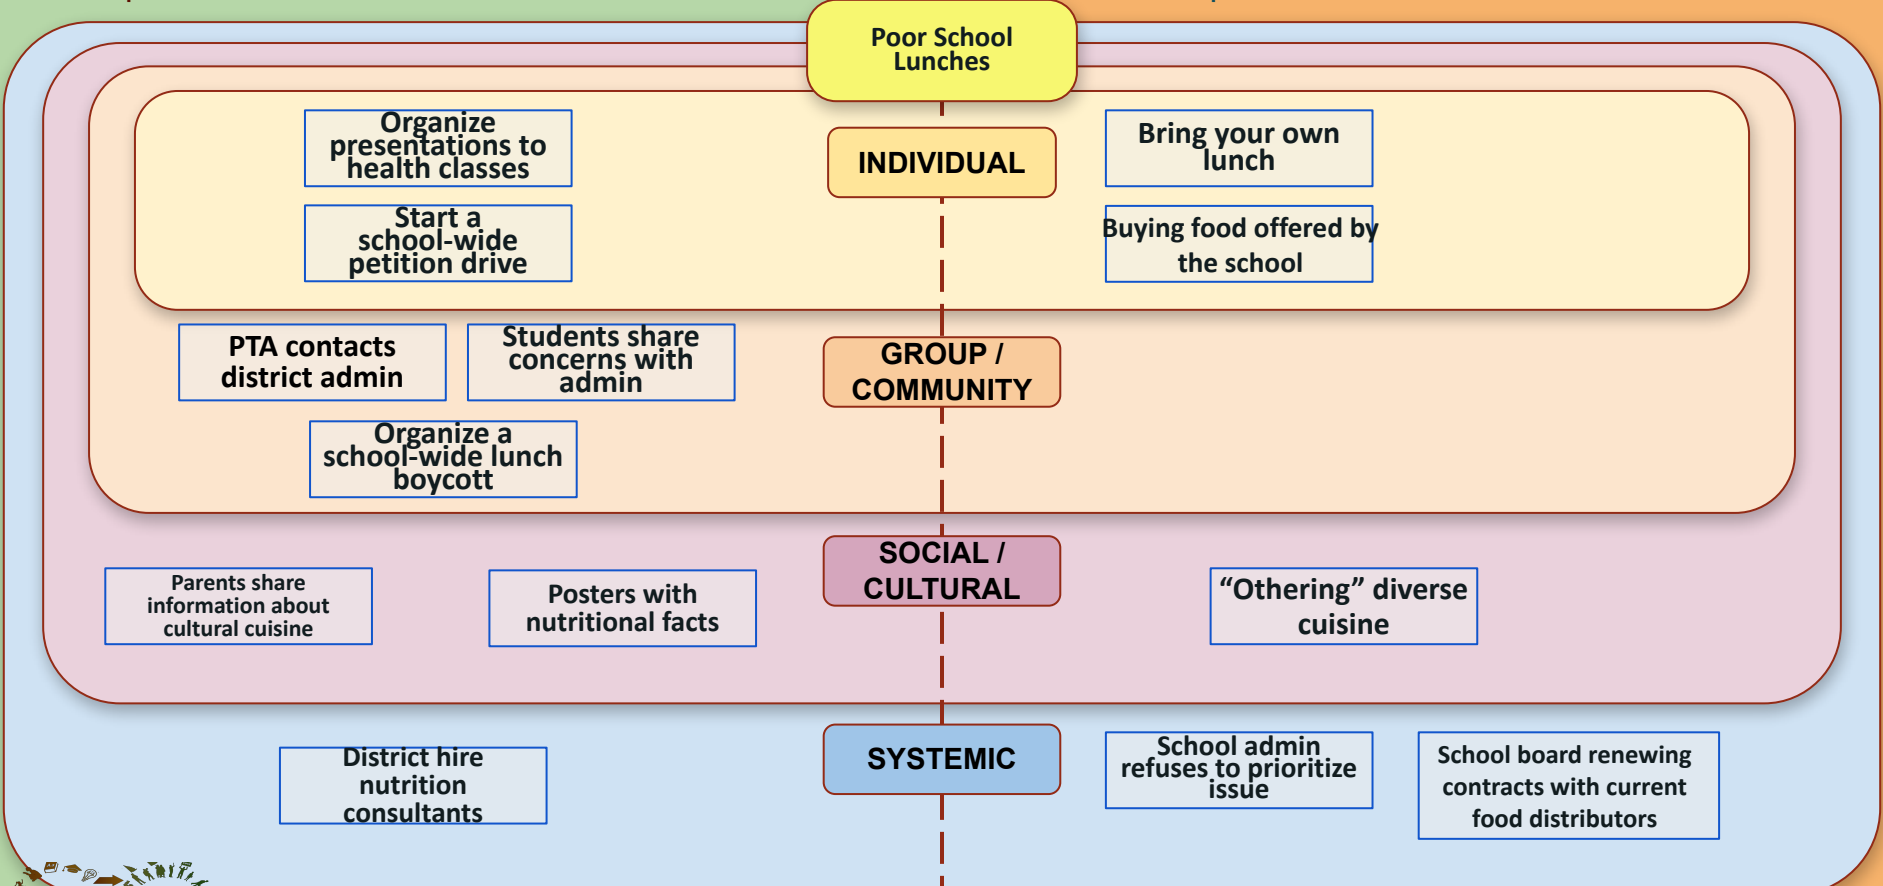 Poor School
Lunches
Organize
presentations to
health classes
INDIVIDUAL
Bring your own
lunch
Start a
school-wide
petition drive
Buying food offered by
the school
PTA contacts
district admin
Students share
concerns with
admin
GROUP /
COMMUNITY
Organize a
school-wide lunch
boycott
SOCIAL /
CULTURAL
Parents share
information about
cultural cuisine
Posters with
nutritional facts
“Othering” diverse
cuisine
SYSTEMIC
District hire
nutrition
consultants
School admin
refuses to prioritize
issue
School board renewing
contracts with current
food distributors